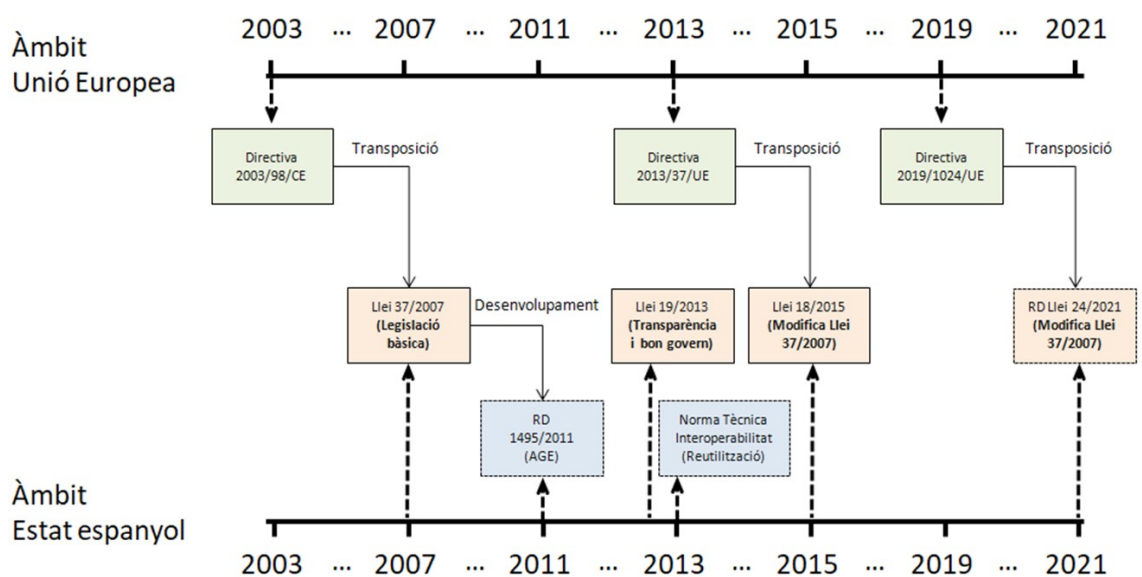 Àmbit
Unió Europea
2003 ... 2007 ... 2011 ... 2013 ... 2015 ... 2019 ... 2021
Directiva
2003/98/CE
Transposició
Directiva
2013/37/UE
Transposició
Directiva
2019/1024/UE
Transposició
Llei 37/2007
(Legislació
bàsica)
Desenvolupament
Llei 19/2013
(Transparència
i bon govern)
Llei 18/2015
(Modifica Llei
37/2007)
RD Llei 24/2021
(Modifica Llei
37/2007)
RD
1495/2011
(AGE)
Norma Tècnica
Interoperabilitat
(Reutilització)
Àmbit
Estat espanyol
2003 ... 2007 ... 2011 ... 2013 ... 2015 ... 2019 ... 2021